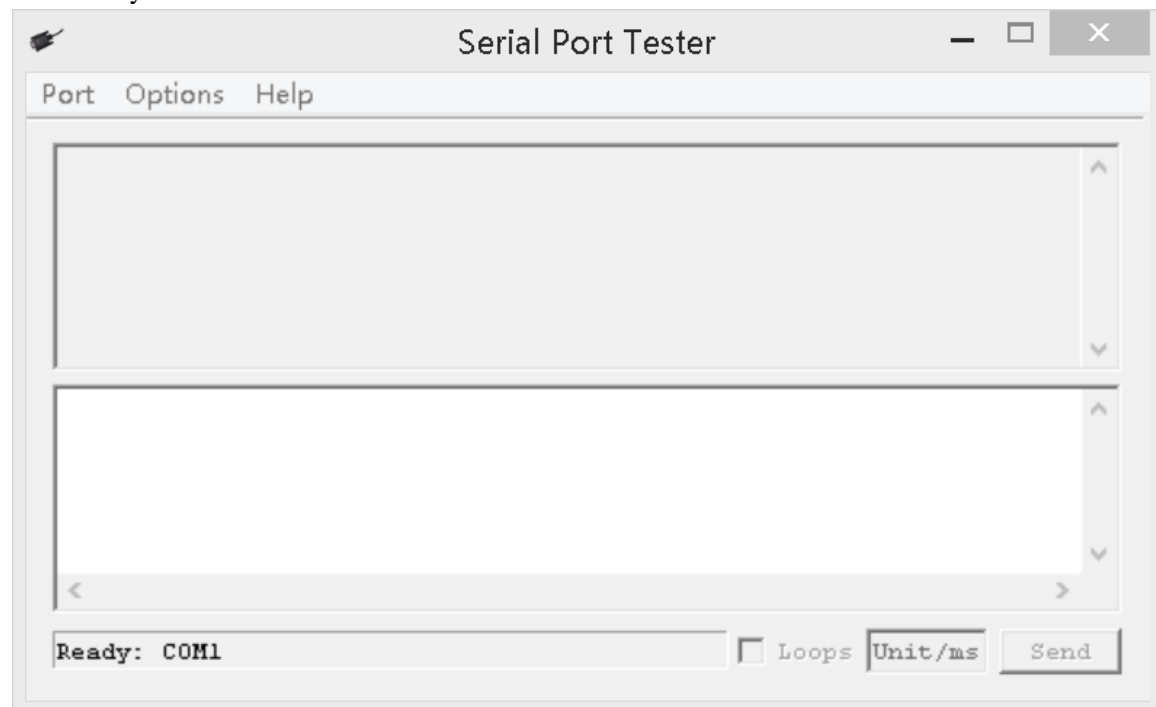 Serial Port Tester
Port Options Help
Ready: COM1 Loops Unit/ms Send